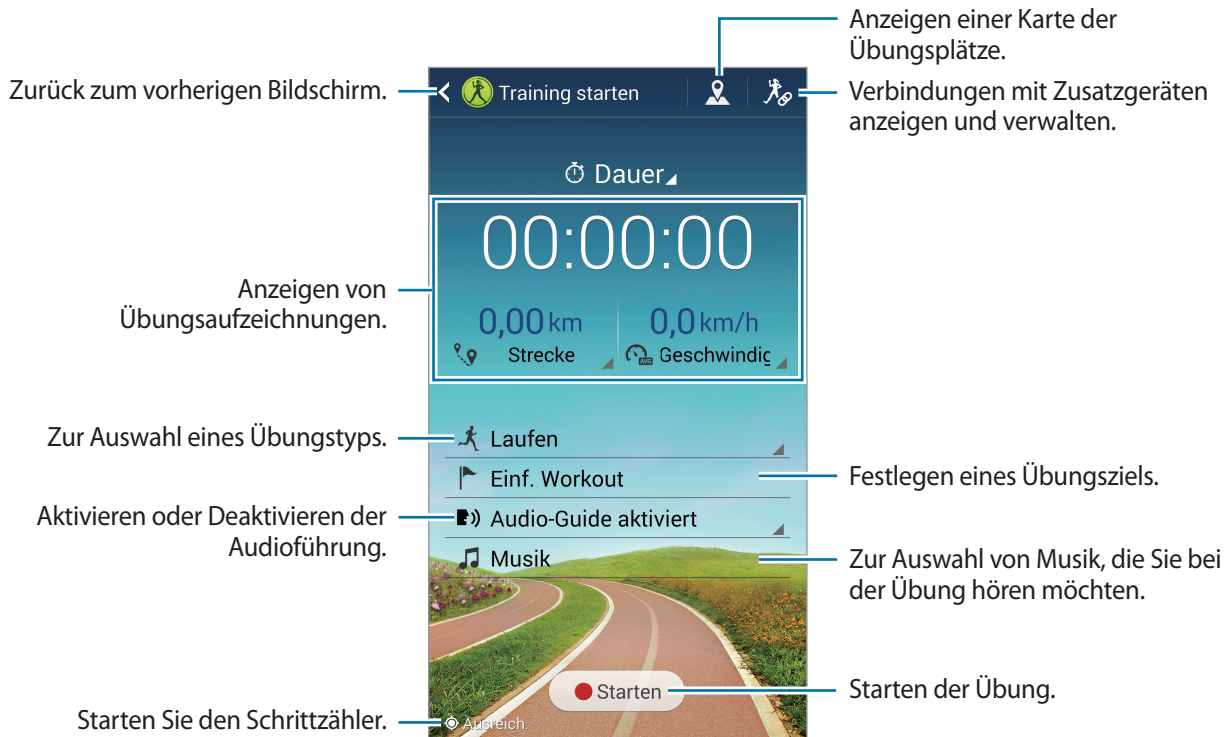 Anzeigen einer Karte der
Übungsplätze.
Zurück zum vorherigen Bildschirm.
Training starten
Verbindungen mit Zusatzgeräten
anzeigen und verwalten.
Dauer
00:00:00
Anzeigen von
Übungsaufzeichnungen.
0,00 km
0,0 km/h
Strecke
AVG
Geschwindig
Zur Auswahl eines Übungstyps.
Laufen
Einf. Workout
Festlegen eines Übungsziels.
Aktivieren oder Deaktivieren der
Audioführung.
Audio-Guide aktiviert
Musik
Zur Auswahl von Musik, die Sie bei
der Übung hören möchten.
Starten
Starten der Übung.
Starten Sie den Schrittzähler.
Ausreich.